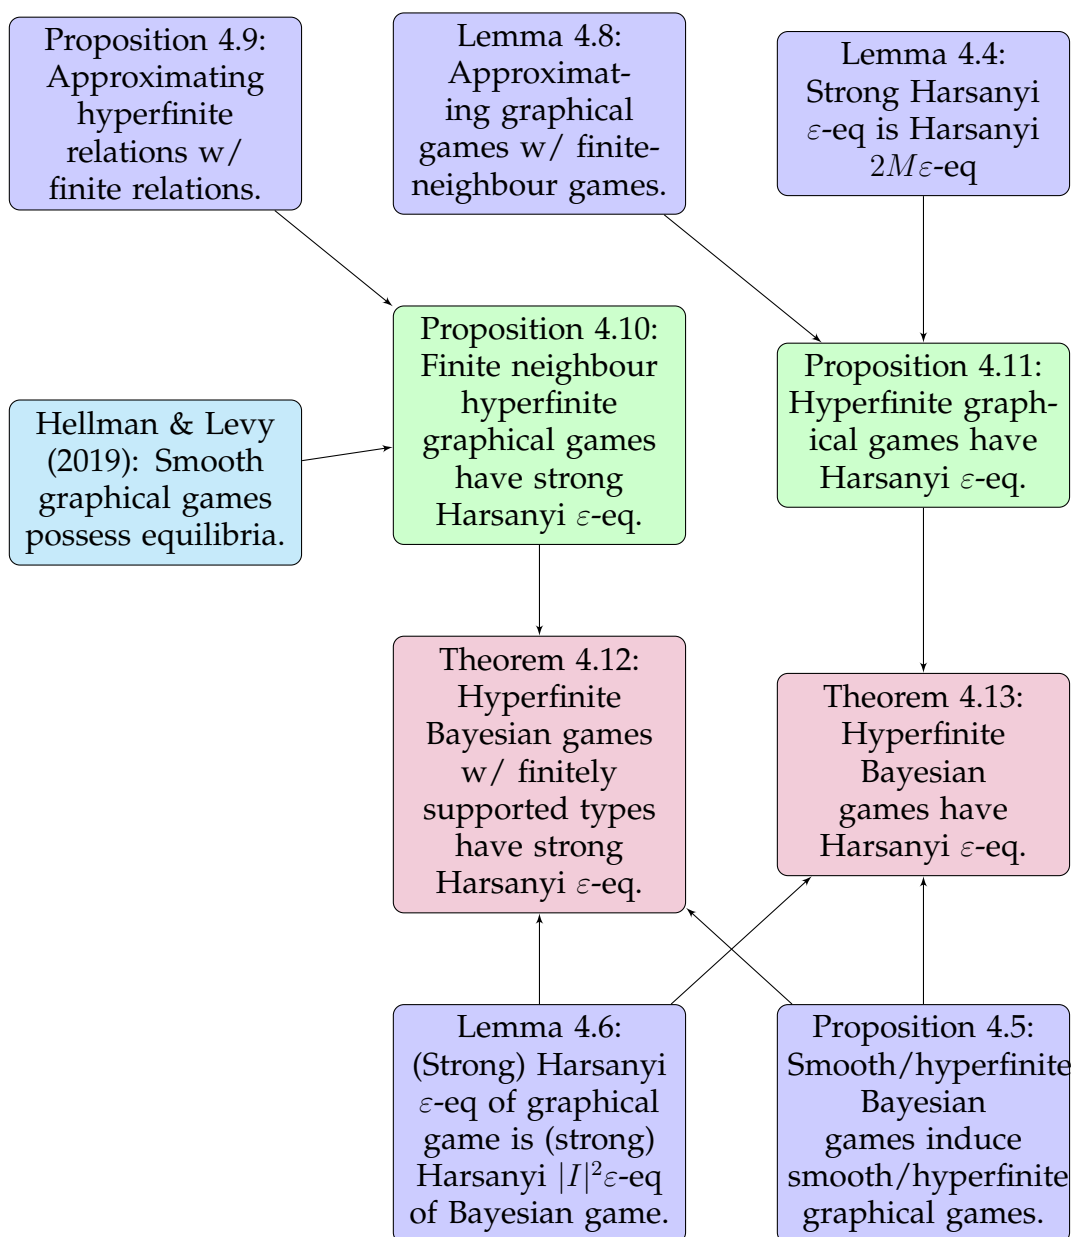 Proposition 4.9:
Approximating
hyperfinite
relations w/
finite relations.
Lemma 4.8:
Approximat-
ing graphical
games w/ finite-
neighbour games.
Lemma 4.4:
Strong Harsanyi
ε-eq is Harsanyi
2Mε-eq
Proposition 4.10:
Finite neighbour
hyperfinite
graphical games
have strong
Harsanyi ε-eq.
Proposition 4.11:
Hyperfinite graph-
ical games have
Harsanyi ε-eq.
Hellman & Levy
(2019): Smooth
graphical games
possess equilibria.
Theorem 4.12:
Hyperfinite
Bayesian games
w/ finitely
supported types
have strong
Harsanyi ε-eq.
Theorem 4.13:
Hyperfinite
Bayesian
games have
Harsanyi ε-eq.
Lemma 4.6:
(Strong) Harsanyi
ε-eq of graphical
game is (strong)
Harsanyi |I|²ε-eq
of Bayesian game.
Proposition 4.5:
Smooth/hyperfinite
Bayesian
games induce
smooth/hyperfinite
graphical games.